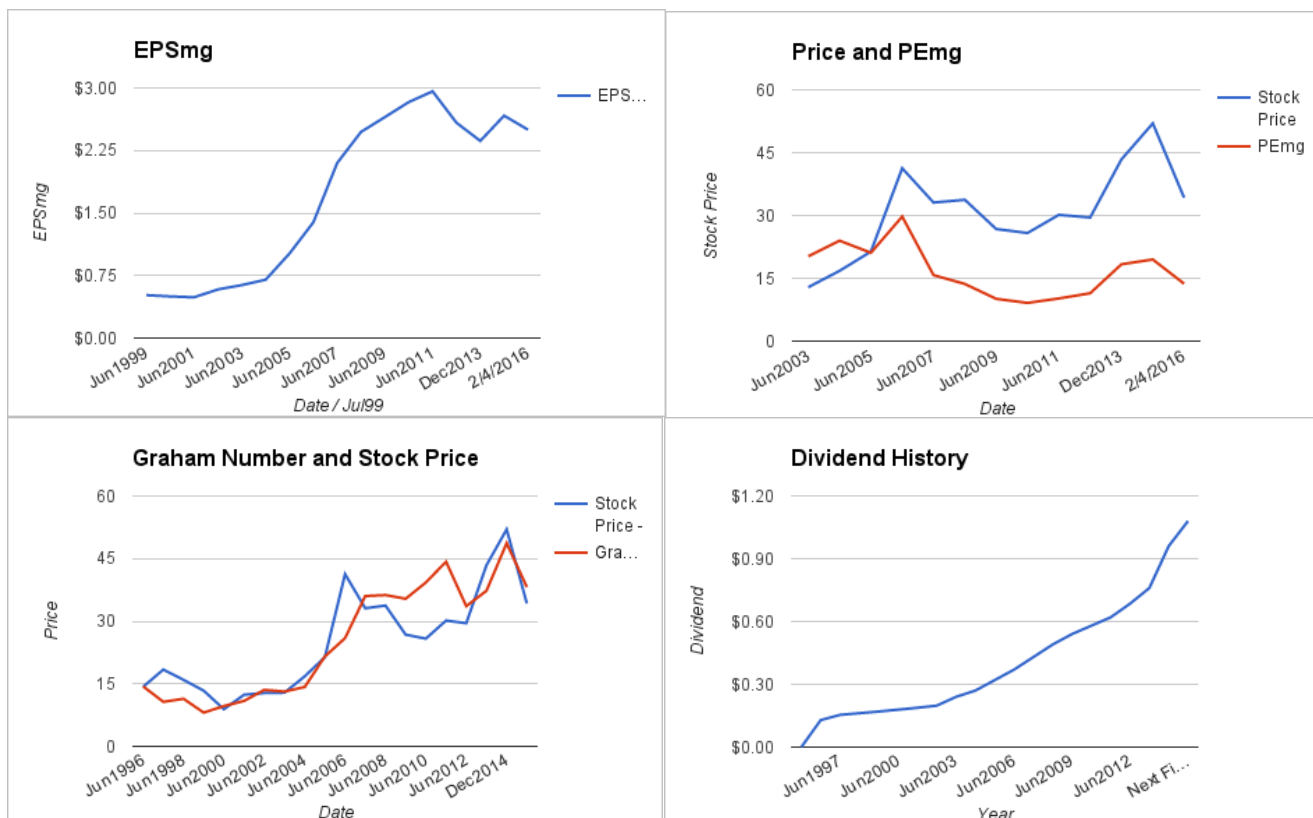 EPSmg
$3.00
$2.25
$1.50
$0.75
$0.00
EPSmg
Jun1999
Jun2001
Jun2003
Jun2005
Jun2007
Jun2009
Jun2011
Dec2013
2/4/2016
Date / Jul99
EPS...
Price and PEmg
60
45
30
15
0
Stock Price
Jun2003
Jun2005
Jun2007
Jun2009
Jun2011
Dec2013
2/4/2016
Date
Stock
Price
PEmg
Graham Number and Stock Price
60
45
30
15
0
Price
Jun1996
Jun1998
Jun2000
Jun2002
Jun2004
Jun2006
Jun2008
Jun2010
Jun2012
Dec2014
Date
Stock
Price -
Gra...
Dividend History
$1.20
$0.90
$0.60
$0.30
$0.00
Dividend
Jun1997
Jun2000
Jun2003
Jun2006
Jun2009
Jun2012
Next Fi...
Year